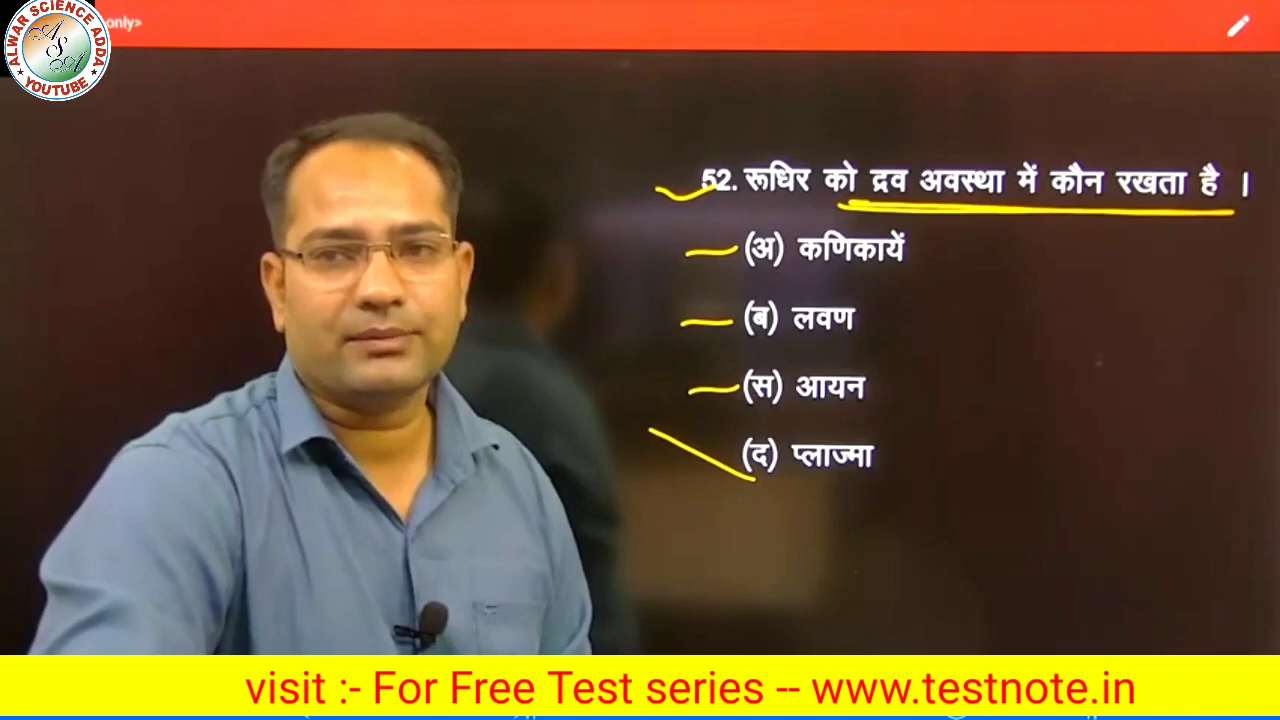 only>
ALWAR SCIENCE ADDA
ASA
YOUTUBE
52. रूधिर को द्रव अवस्था में कौन रखता है ।
(अ) कणिकायें
(ब) लवण
(स) आयन
(द) प्लाज्मा
visit :- For Free Test series -- www.testnote.in